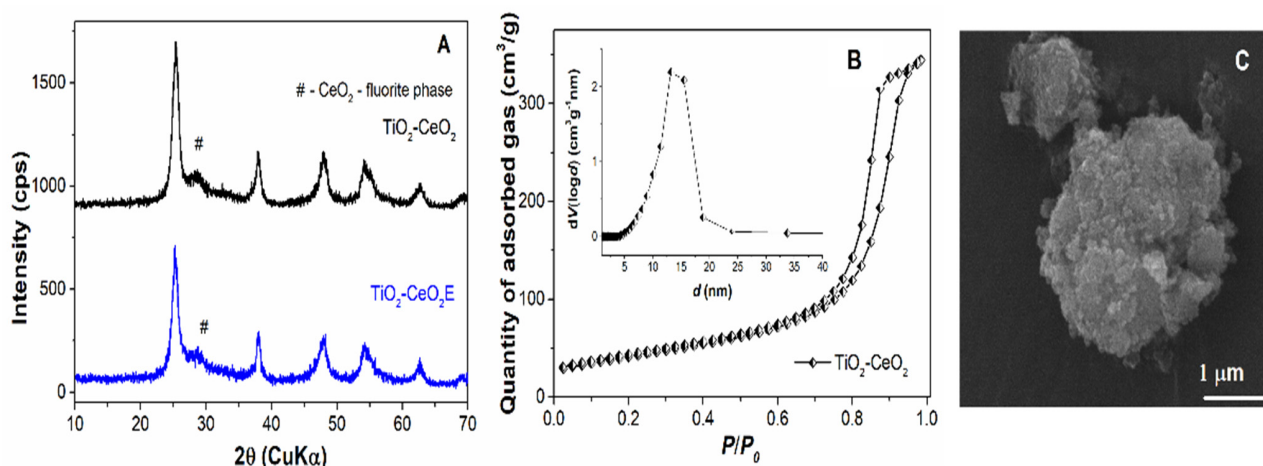 A
# - CeO₂ - fluorite phase
TiO₂-CeO₂
#
TiO₂-CeO₂E
#
Intensity (cps)
1500
1000
500
0
10 20 30 40 50 60 70
2θ (CuKα)
B
Quantity of adsorbed gas (cm³/g)
300
200
100
0
0.0 0.2 0.4 0.6 0.8 1.0
P/P₀
TiO₂-CeO₂
dV(logd) (cm³g⁻¹nm)
2
1
0
5 10 15 20 25 30 35 40
d (nm)
C
1 μm